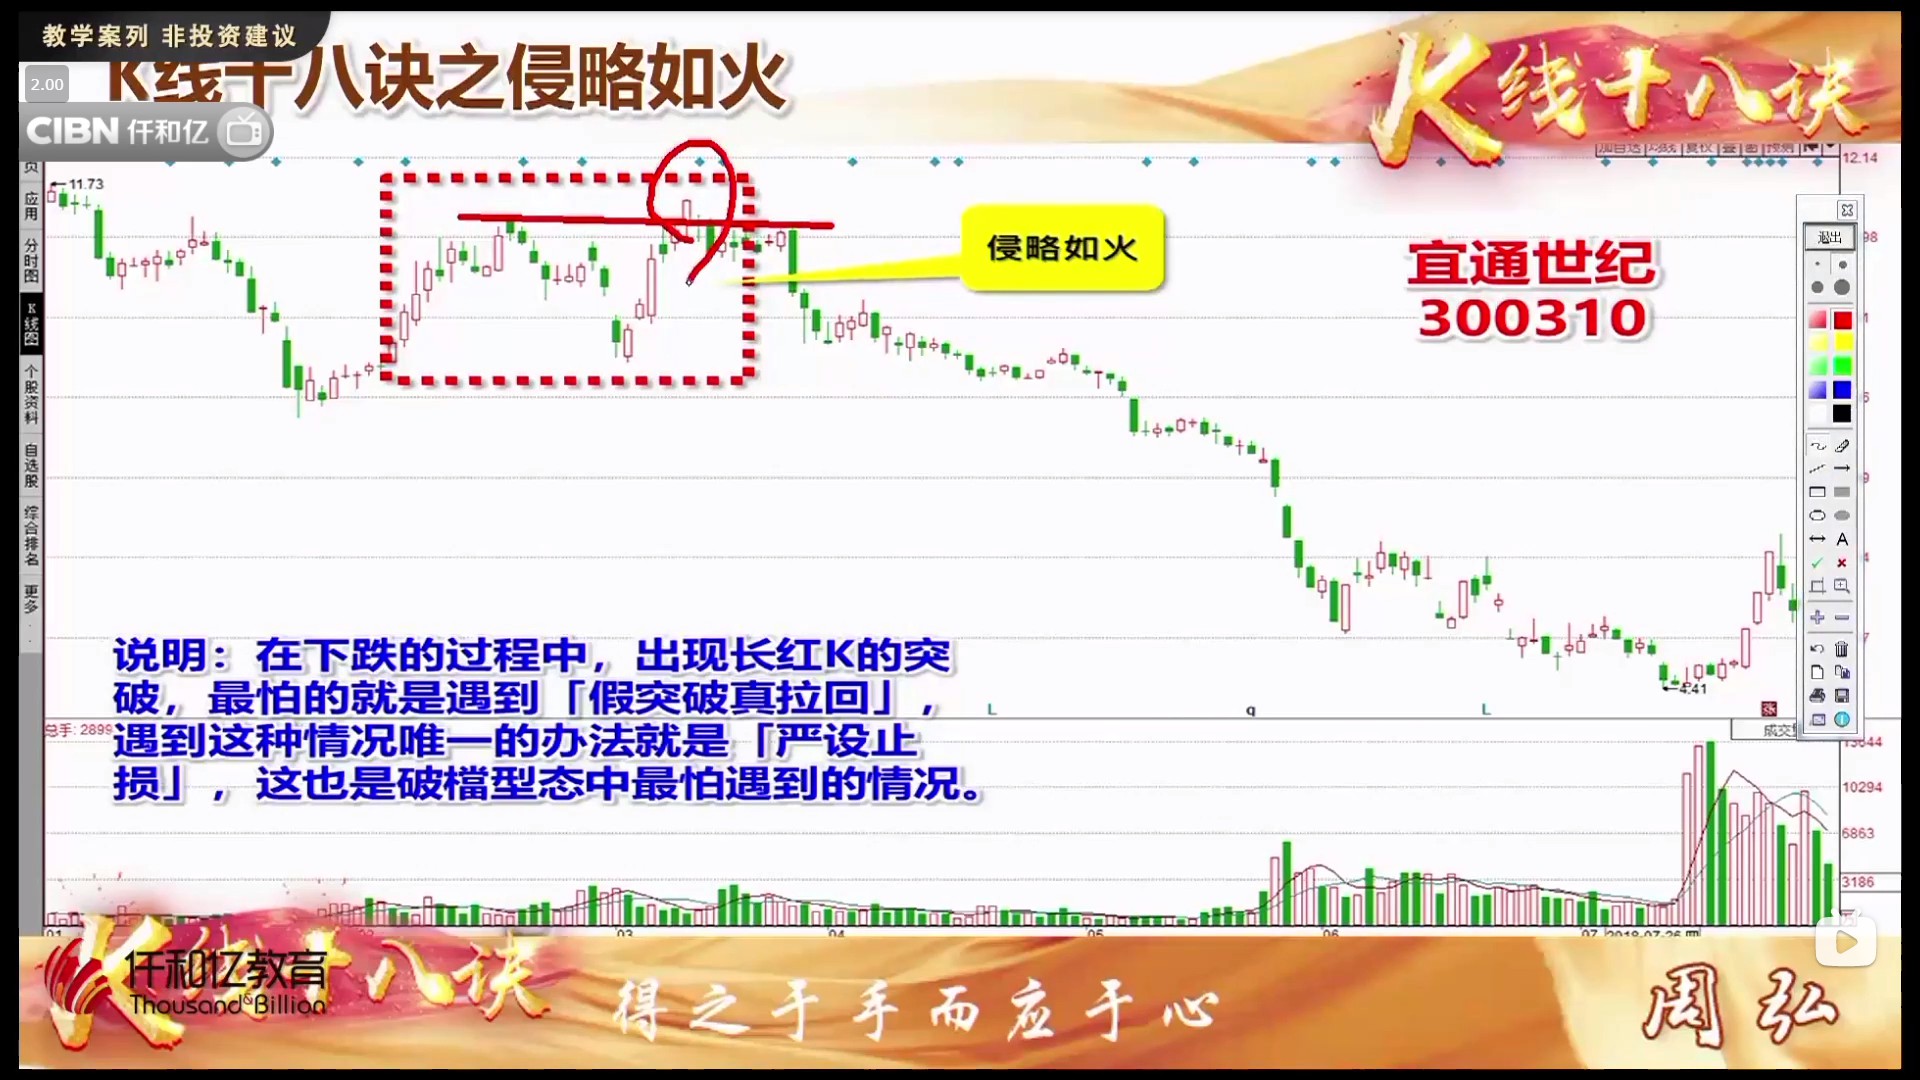 教学案列 非投资建议
2.00
K线十八诀之侵略如火
K线十八诀
CIBN 仟和亿
12.14
11.73
应用
分时图
K线图
个股资料
自选股
综合排名
更多
侵略如火
宜通世纪
300310
98
退出
A
说明：在下跌的过程中，出现长红K的突
破，最怕的就是遇到「假突破真拉回」，
遇到这种情况唯一的办法就是「严设止
损」，这也是破檔型态中最怕遇到的情况。
4.41
L
q
L
总手: 2899
13644
10294
6863
3186
03
04
05
06
07
2018-07-26 四
K线十八诀
仟和亿教育
Thousand&Billion
得之于手而应于心
周弘